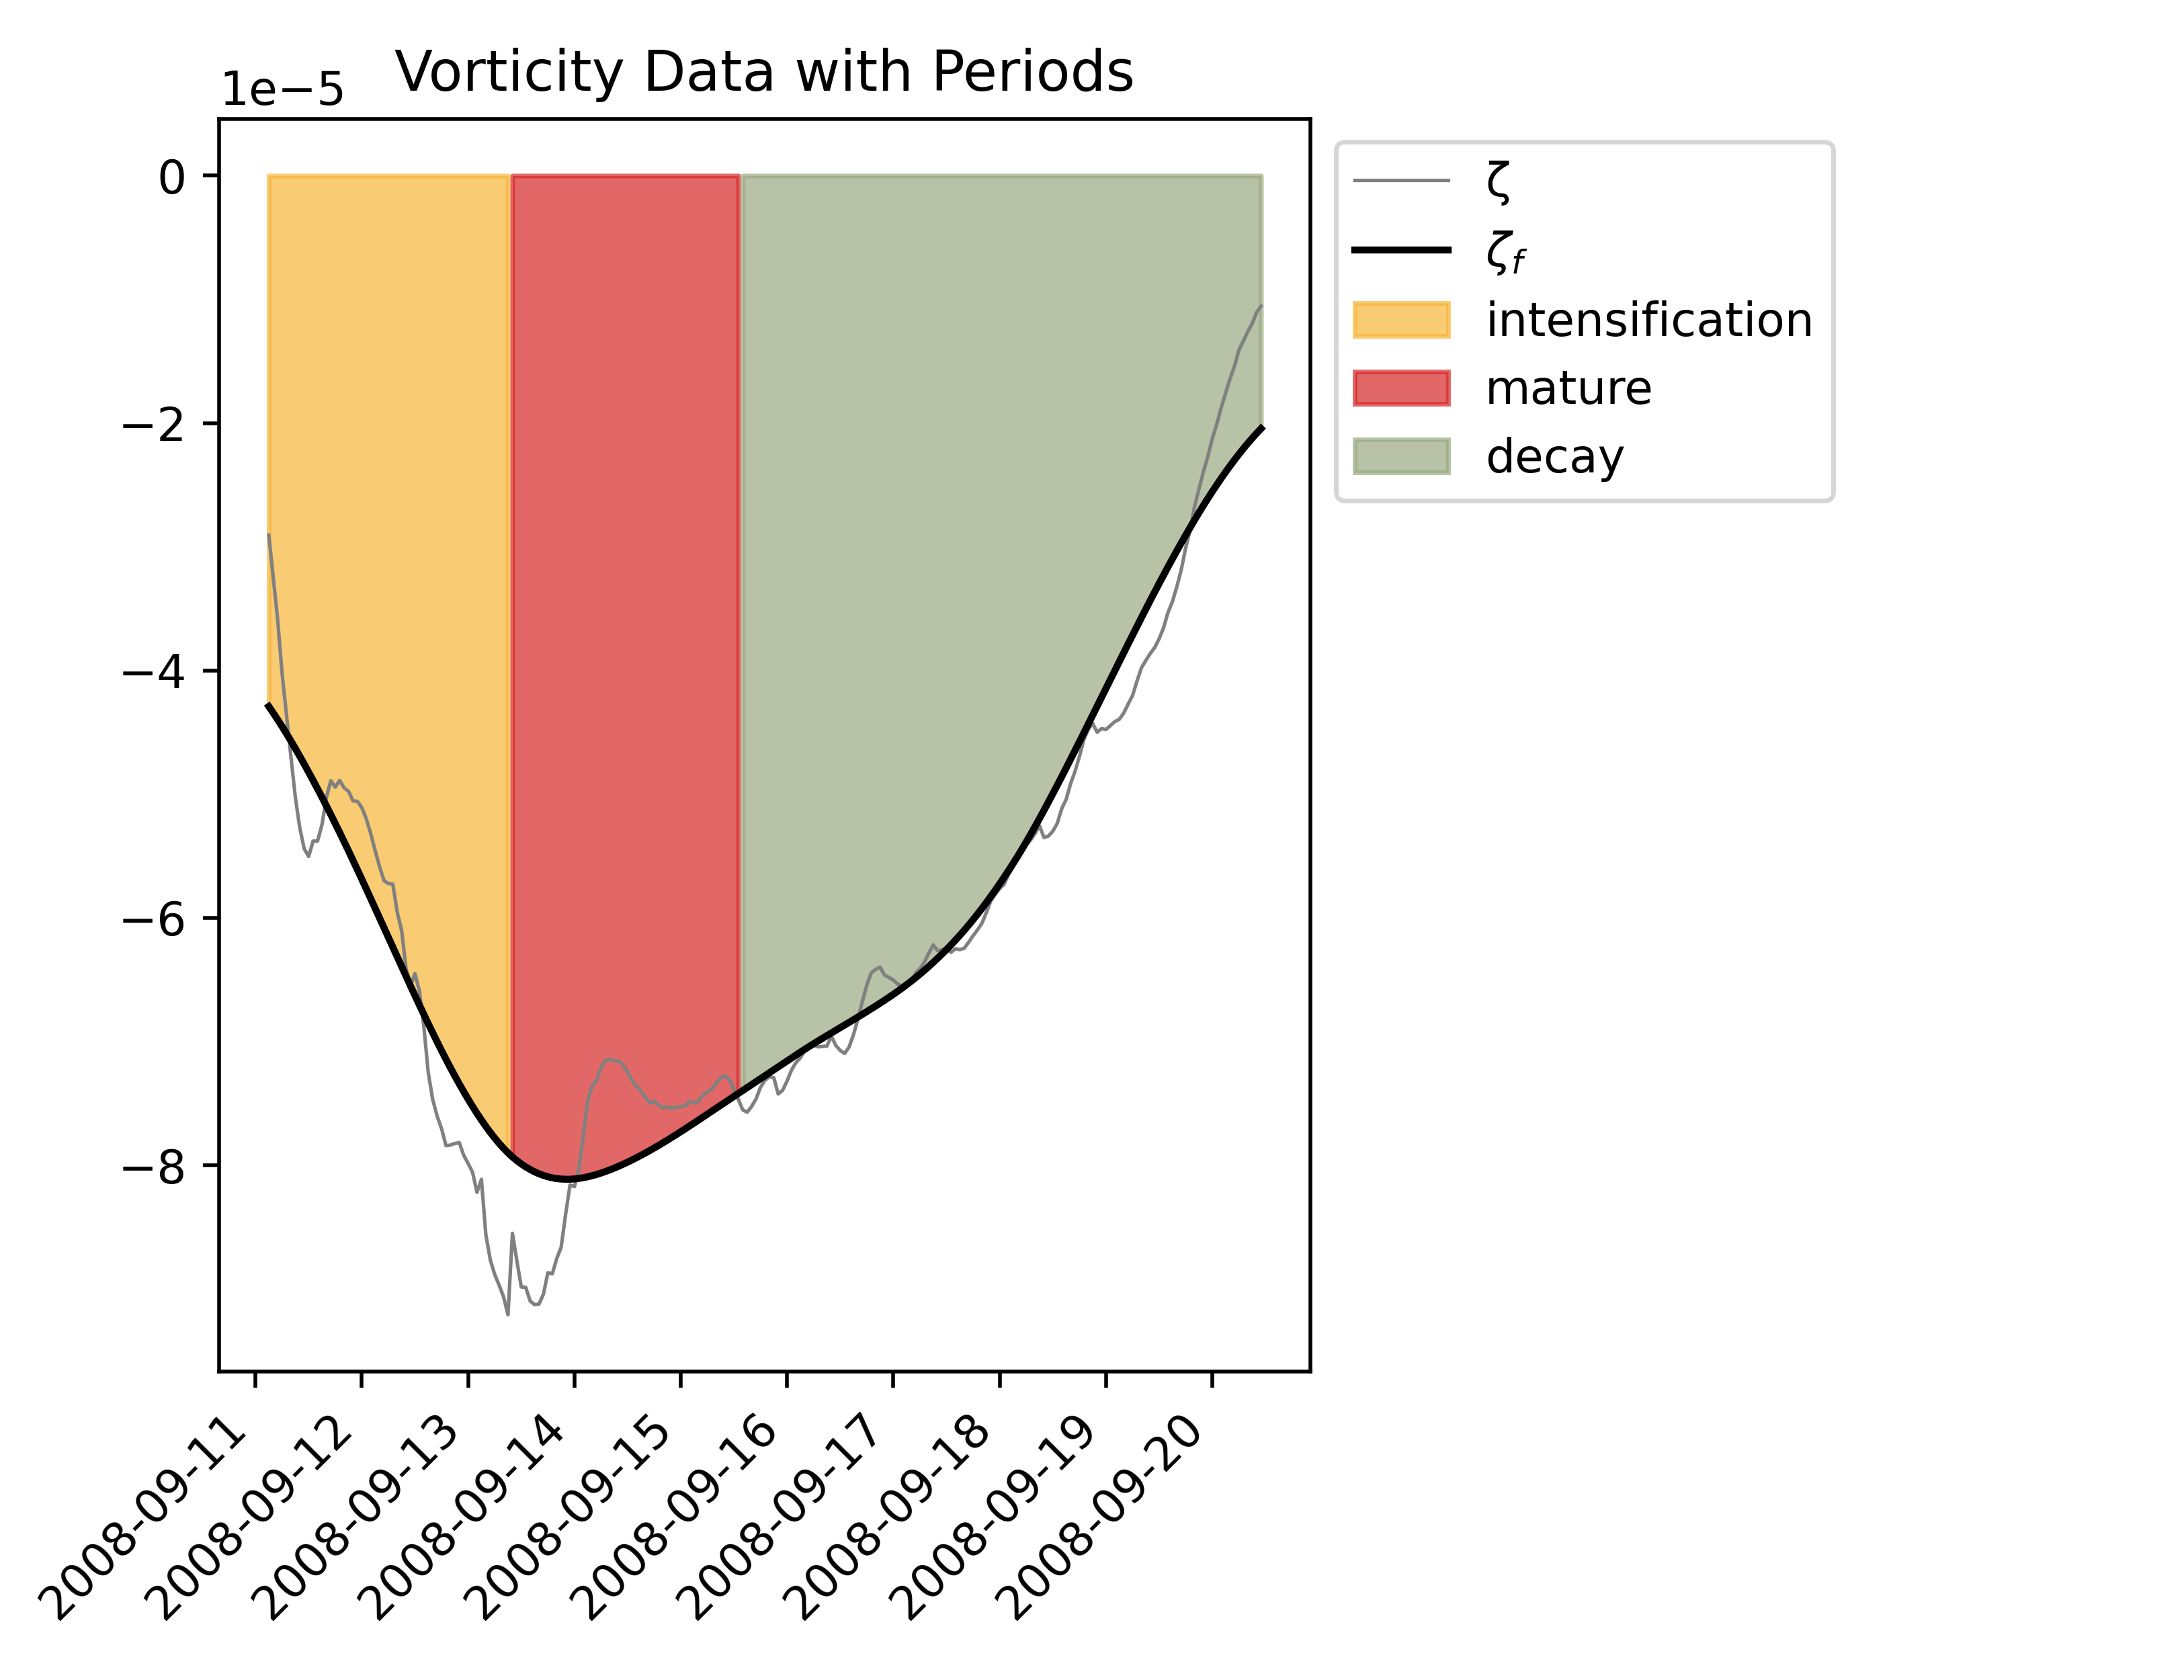 Vorticity Data with Periods
1e−5
0
−2
−4
−6
−8
2008-09-11
2008-09-12
2008-09-13
2008-09-14
2008-09-15
2008-09-16
2008-09-17
2008-09-18
2008-09-19
2008-09-20
ζ
ζf
intensification
mature
decay